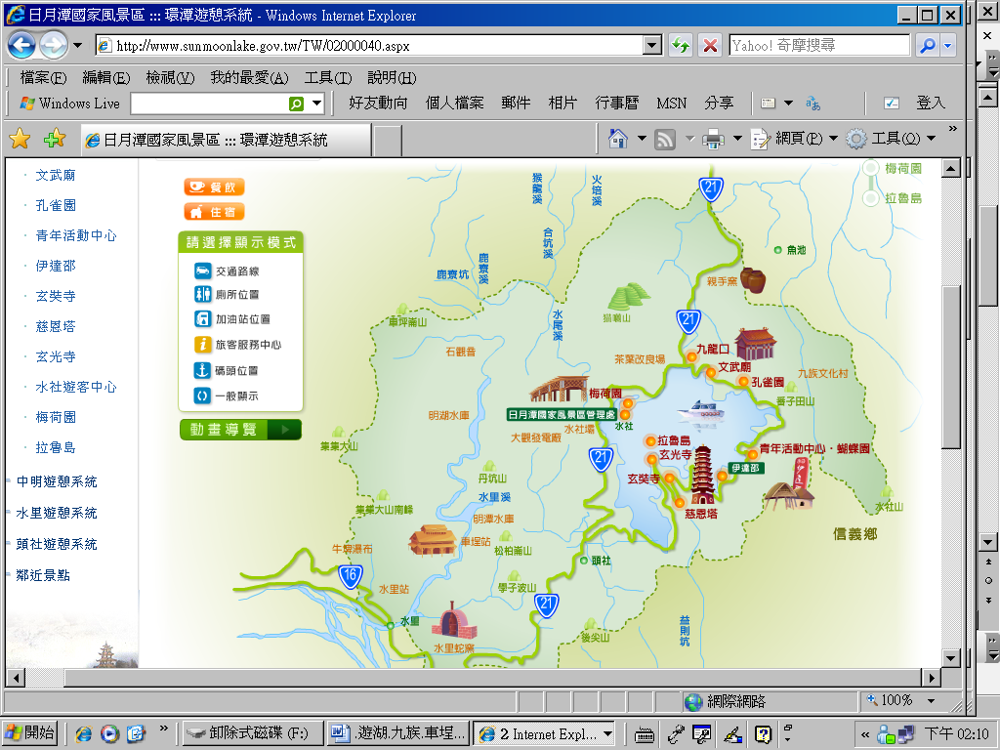 日月潭國家風景區 ::: 環潭遊憩系統 - Windows Internet Explorer
http://www.sunmoonlake.gov.tw/TW/02000040.aspx
Yahoo! 奇摩搜尋
檔案(F) 編輯(E) 檢視(V) 我的最愛(A) 工具(T) 說明(H)
Windows Live 好友動向 個人檔案 郵件 相片 行事曆 MSN 分享 登入
日月潭國家風景區 ::: 環潭遊憩系統
網頁(P) 工具(O)
文武廟
孔雀園
青年活動中心
伊達邵
玄奘寺
慈恩塔
玄光寺
水社遊客中心
梅荷園
拉魯島
中明遊憩系統
水里遊憩系統
頭社遊憩系統
鄰近景點
餐飲
住宿
請選擇顯示模式
交通路線
廁所位置
加油站位置
旅客服務中心
碼頭位置
一般顯示
動畫導覽
梅荷園
拉魯島
猴龍溪
火培溪
21
合坑溪
鹿寮坑
鹿寮溪
魚池
親手窯
水尾溪
貓囒山
21
車坪崙山
石觀音
茶葉改良場
九龍口
文武廟
孔雀園
九族文化村
番子田山
梅荷園
日月潭國家風景區管理處
水社
明湖水庫
水社壩
大觀發電廠
集集大山
拉魯島
玄光寺
青年活動中心・蝴蝶園
21
伊達邵
伊達邵
玄奘寺
丹坑山
水里溪
慈恩塔
水社山
集集大山南峰
明潭水庫
信義鄉
車埕站
松柏崙山
牛轀轆瀑布
頭社
16
水里站
學子波山
21
水里
益則坑
後尖山
水里蛇窯
網際網路
100%
開始
卸除式磁碟 (F:)
.遊湖.九族.車埕...
2 Internet Expl...
下午 02:10